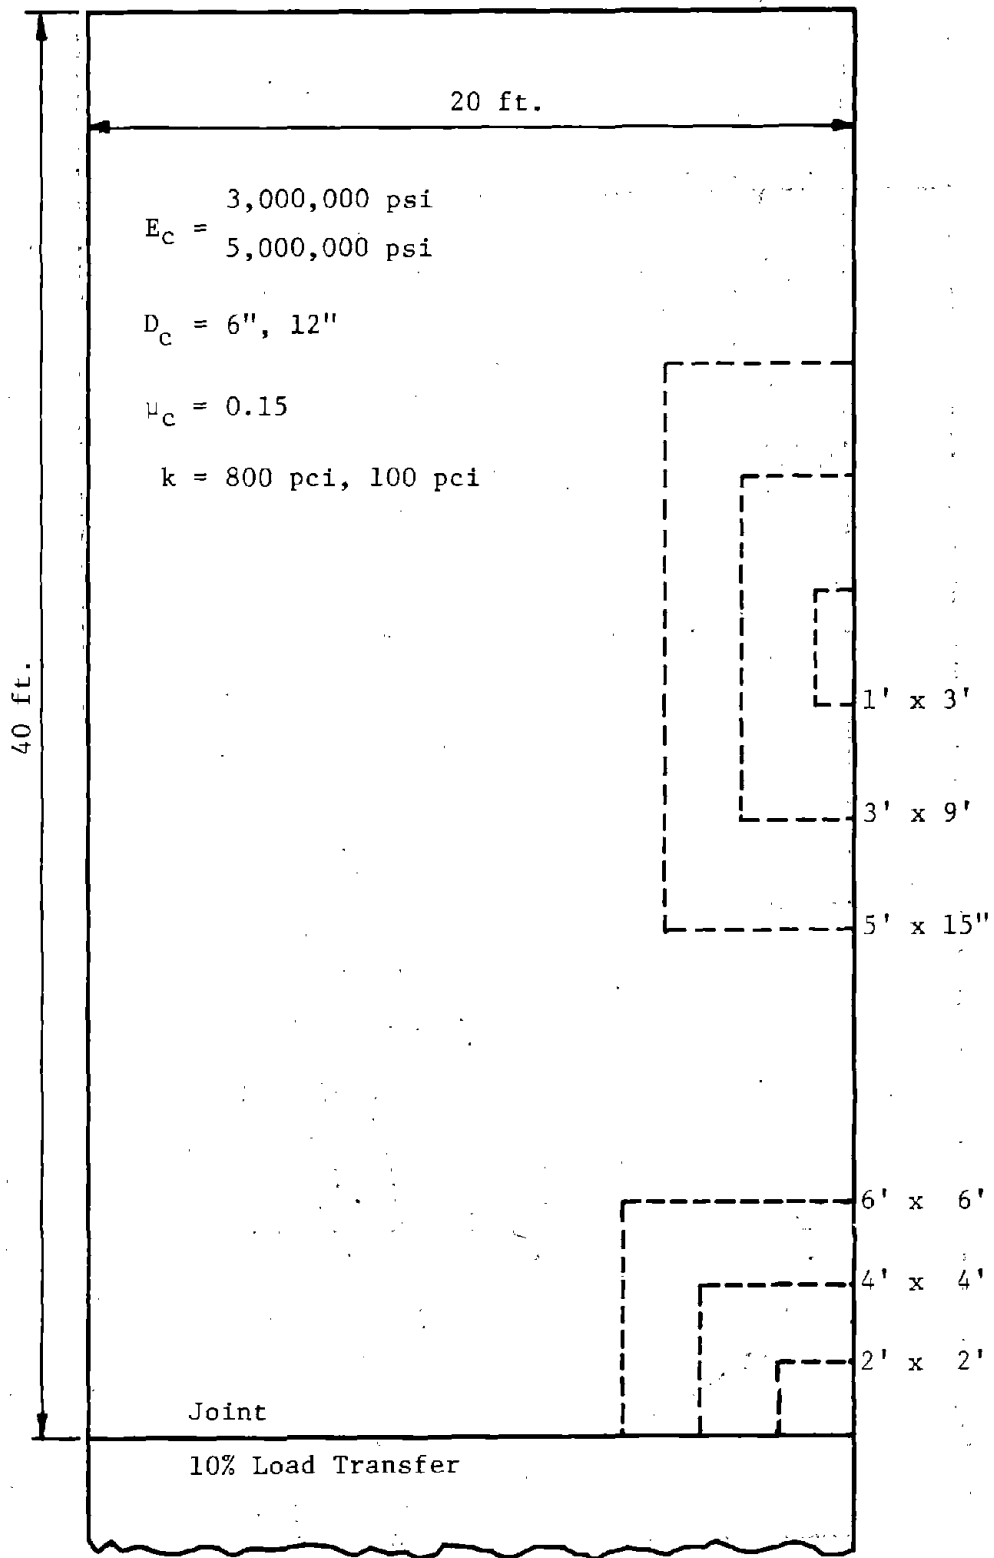 20 ft.
3,000,000 psi
E_c =
5,000,000 psi
D_c = 6", 12"
μ_c = 0.15
k = 800 pci, 100 pci
40 ft.
1' x 3'
3' x 9'
5' x 15"
6' x 6'
4' x 4'
2' x 2'
Joint
10% Load Transfer